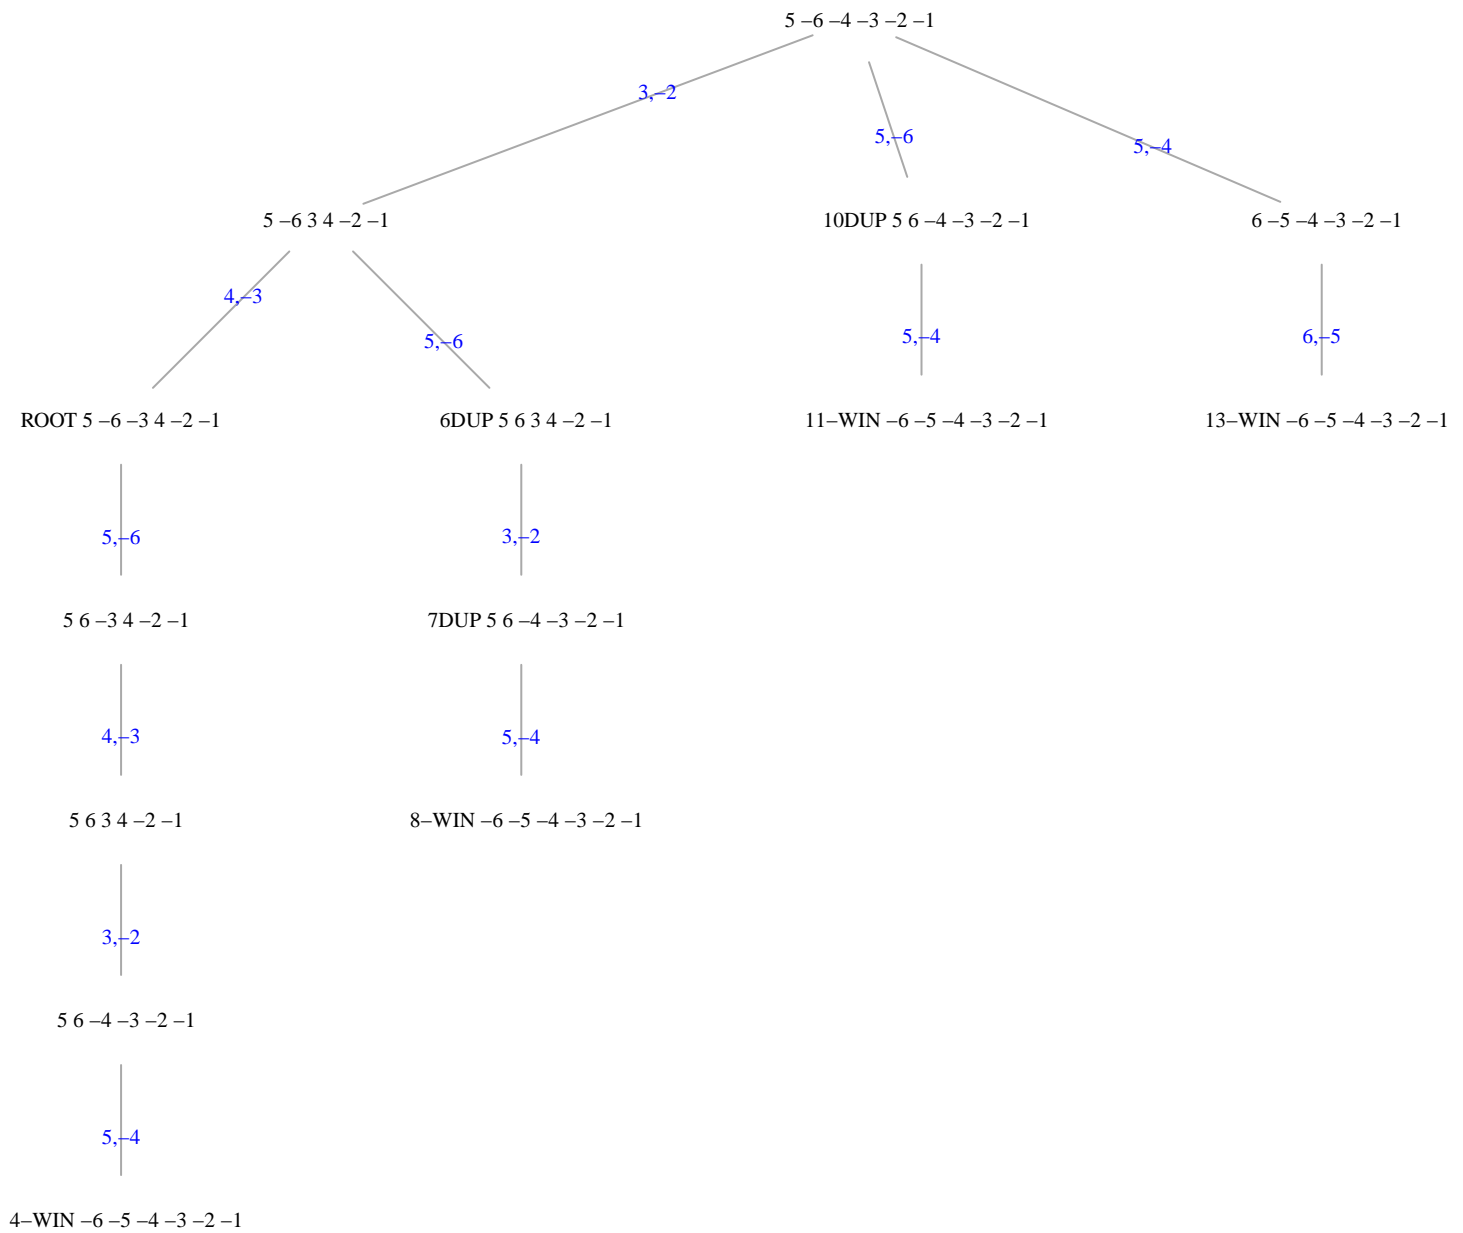 5 –6 –4 –3 –2 –1
3,–2
5,–6
5,–4
5 –6 3 4 –2 –1
10DUP 5 6 –4 –3 –2 –1
6 –5 –4 –3 –2 –1
4,–3
5,–6
5,–4
6,–5
ROOT 5 –6 –3 4 –2 –1
6DUP 5 6 3 4 –2 –1
11–WIN –6 –5 –4 –3 –2 –1
13–WIN –6 –5 –4 –3 –2 –1
5,–6
3,–2
5 6 –3 4 –2 –1
7DUP 5 6 –4 –3 –2 –1
4,–3
5,–4
5 6 3 4 –2 –1
8–WIN –6 –5 –4 –3 –2 –1
3,–2
5 6 –4 –3 –2 –1
5,–4
4–WIN –6 –5 –4 –3 –2 –1